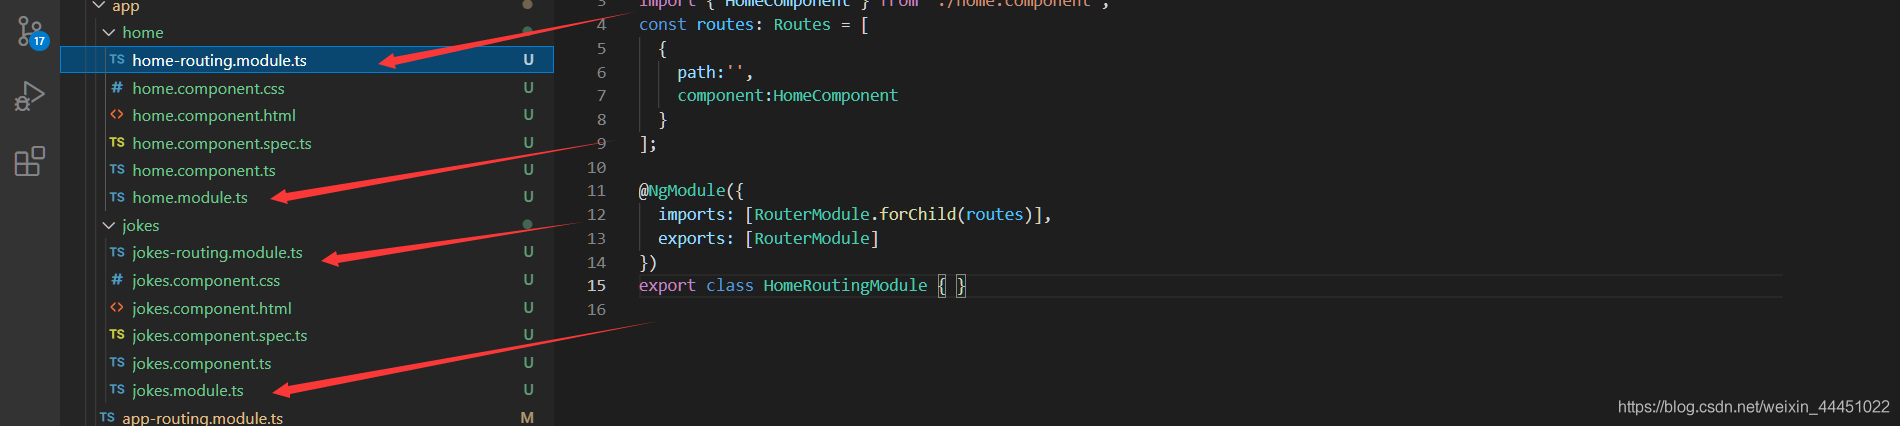 17
app
home
TS home-routing.module.ts U
# home.component.css U
<> home.component.html U
TS home.component.spec.ts U
TS home.component.ts U
TS home.module.ts U
jokes
TS jokes-routing.module.ts U
# jokes.component.css U
<> jokes.component.html U
TS jokes.component.spec.ts U
TS jokes.component.ts U
TS jokes.module.ts U
TS app-routing.module.ts M
3 import { HomeComponent } from './home.component';
4 const routes: Routes = [
5 {
6 path:'',
7 component:HomeComponent
8 }
9 ];
10
11 @NgModule({
12 imports: [RouterModule.forChild(routes)],
13 exports: [RouterModule]
14 })
15 export class HomeRoutingModule { }
16
https://blog.csdn.net/weixin_44451022